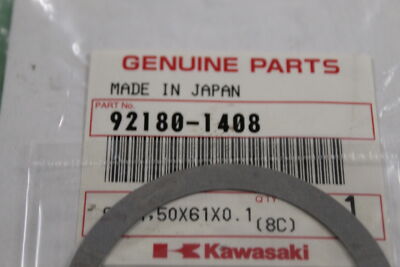 GENUINE PARTS
MADE IN JAPAN
PART No.
92180-1408
,50X61X0.1
QTY
1
(8C)
Kawasaki